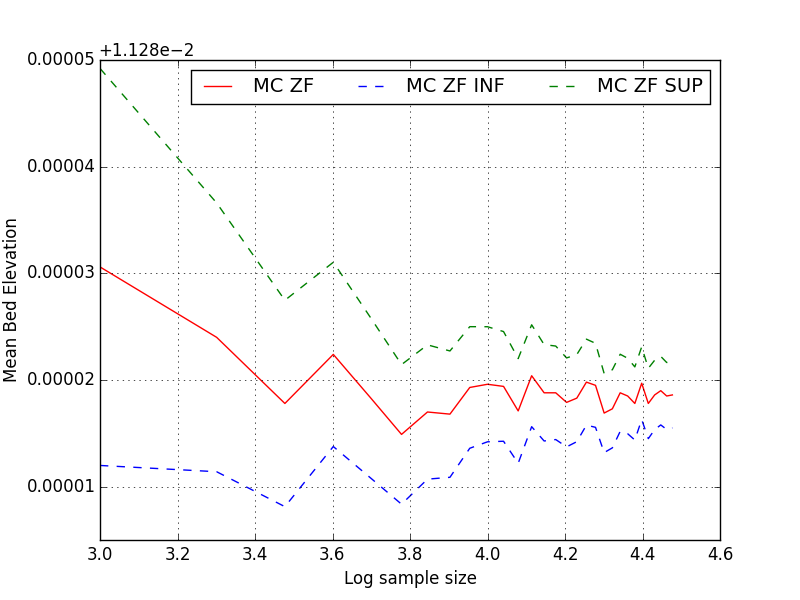 +1.128e−2
0.00005
MC ZF MC ZF INF MC ZF SUP
0.00004
0.00003
Mean Bed Elevation
0.00002
0.00001
3.0 3.2 3.4 3.6 3.8 4.0 4.2 4.4 4.6
Log sample size